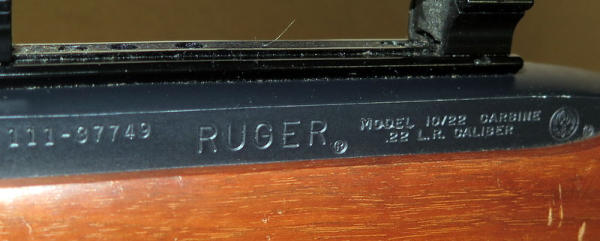 111-37749
RUGER®
MODEL 10/22 CARBINE
.22 L.R. CALIBER
®